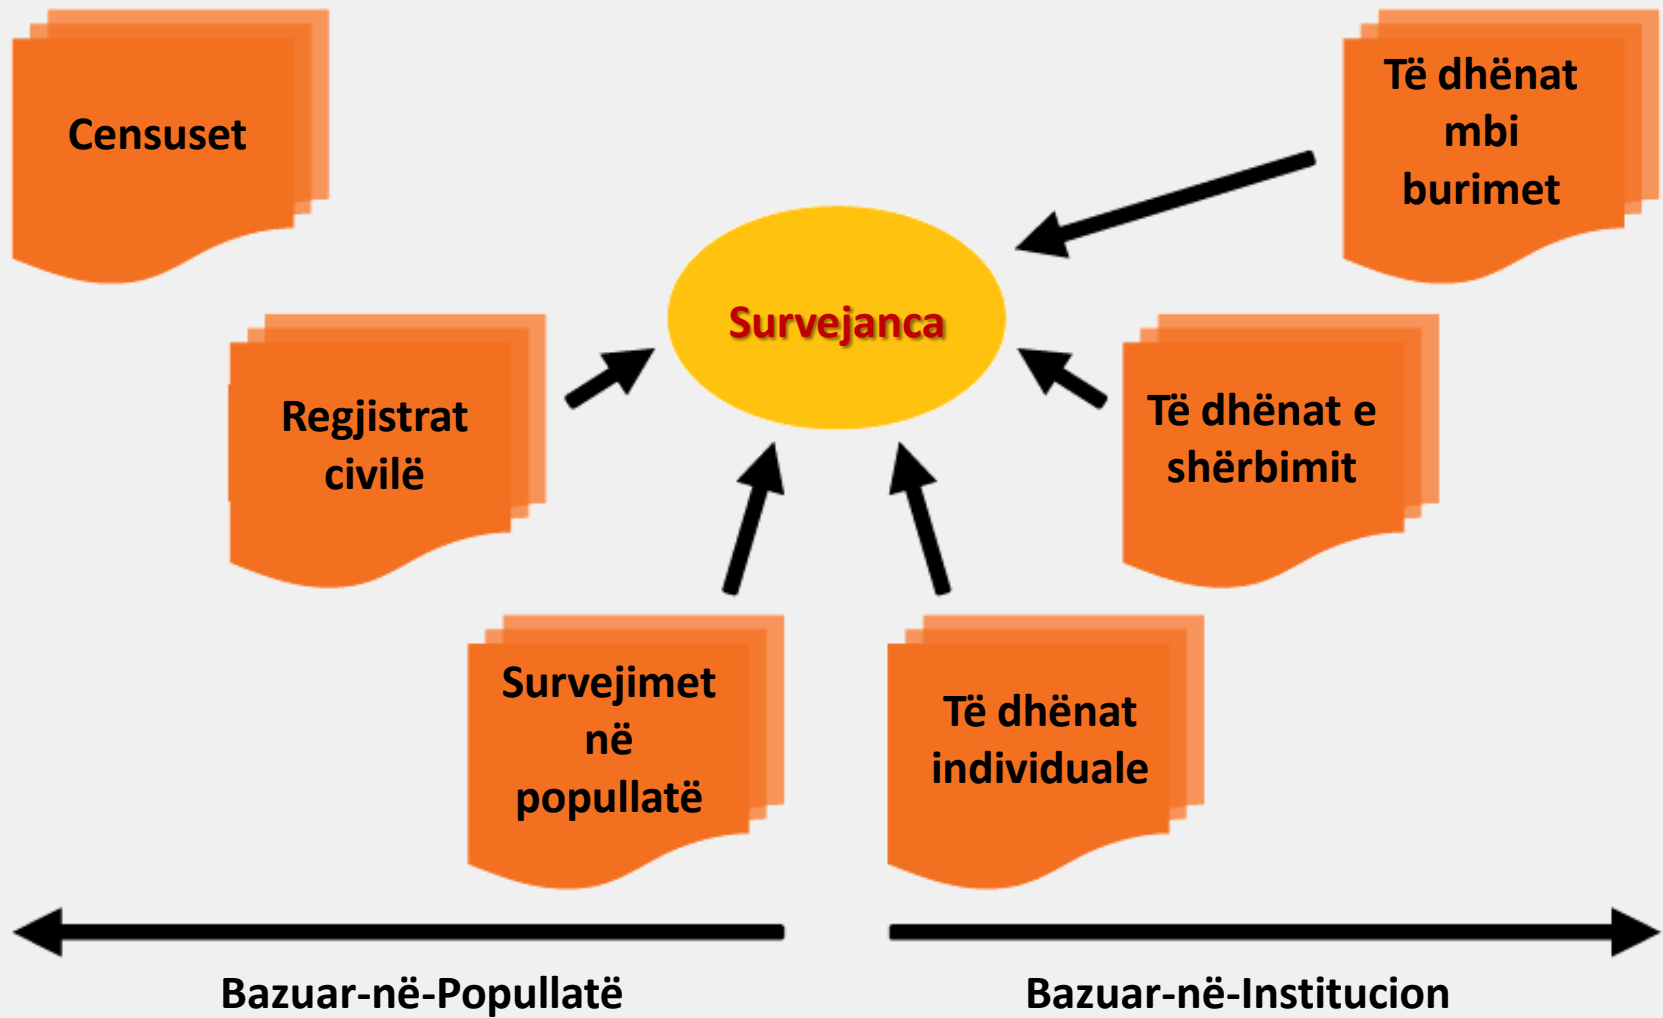 Censuset
Të dhënat
mbi
burimet
Survejanca
Regjistrat
civilë
Të dhënat e
shërbimit
Survejimet
në
popullatë
Të dhënat
individuale
Bazuar-në-Popullatë
Bazuar-në-Institucion